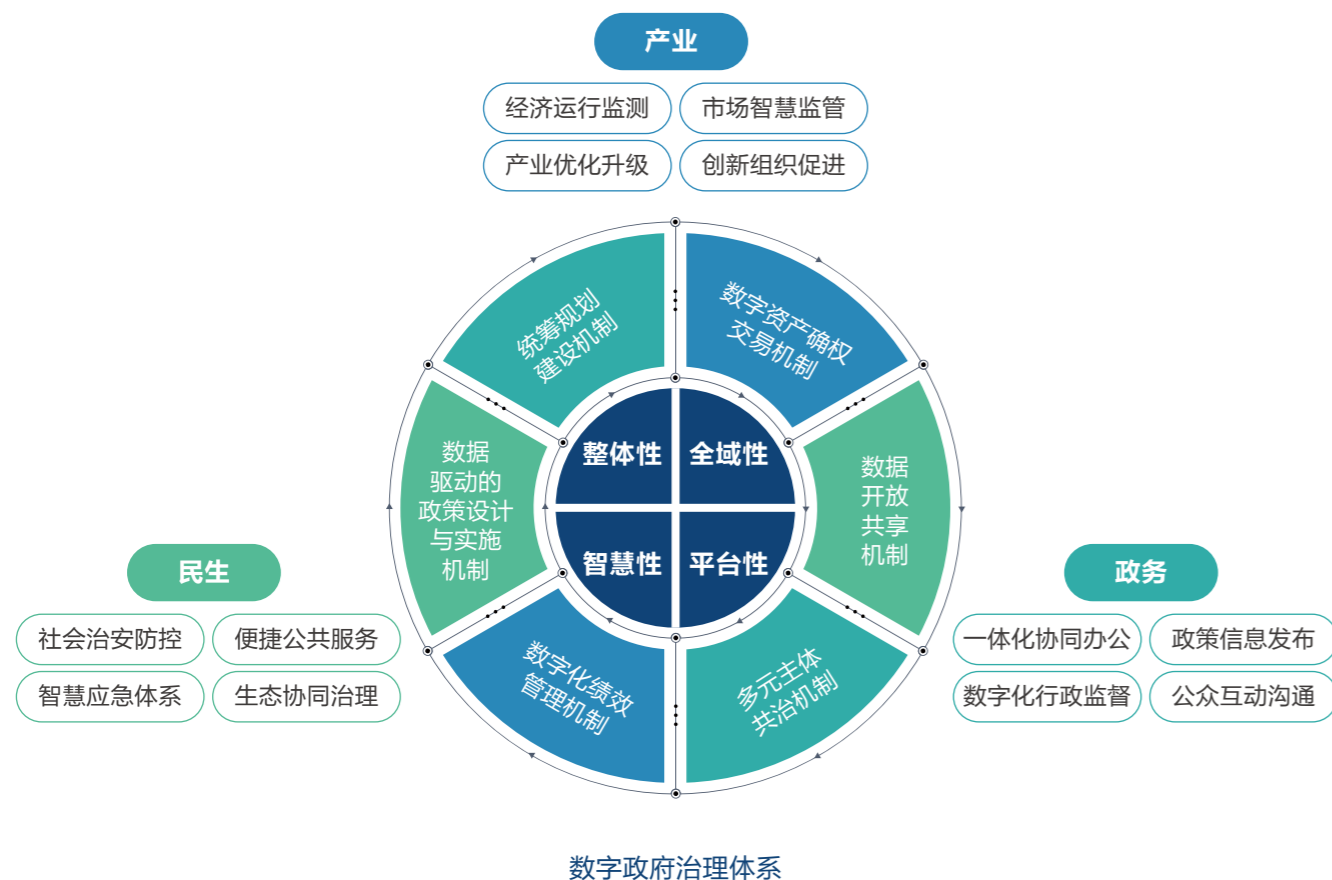 产业
经济运行监测 市场智慧监管
产业优化升级 创新组织促进
统筹规划
建设机制
数字资产确权
交易机制
数据
驱动的
政策设计
与实施
机制
整体性 全域性
智慧性 平台性
数据
开放
共享
机制
数字化绩效
管理机制
多元主体
共治机制
民生
社会治安防控 便捷公共服务
智慧应急体系 生态协同治理
政务
一体化协同办公 政策信息发布
数字化行政监督 公众互动沟通
数字政府治理体系